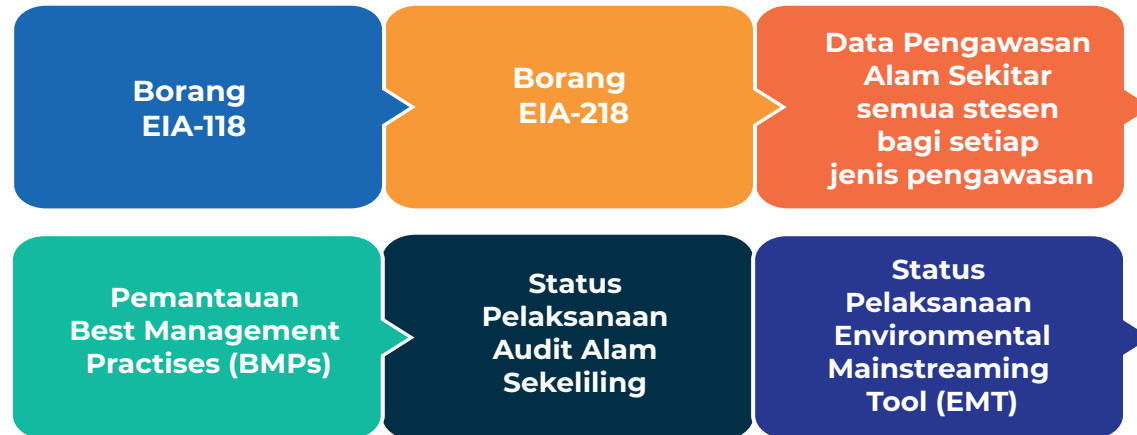 Borang
EIA-118
Borang
EIA-218
Data Pengawasan
Alam Sekitar
semua stesen
bagi setiap
jenis pengawasan
Pemantauan
Best Management
Practises (BMPs)
Status
Pelaksanaan
Audit Alam
Sekeliling
Status
Pelaksanaan
Environmental
Mainstreaming
Tool (EMT)